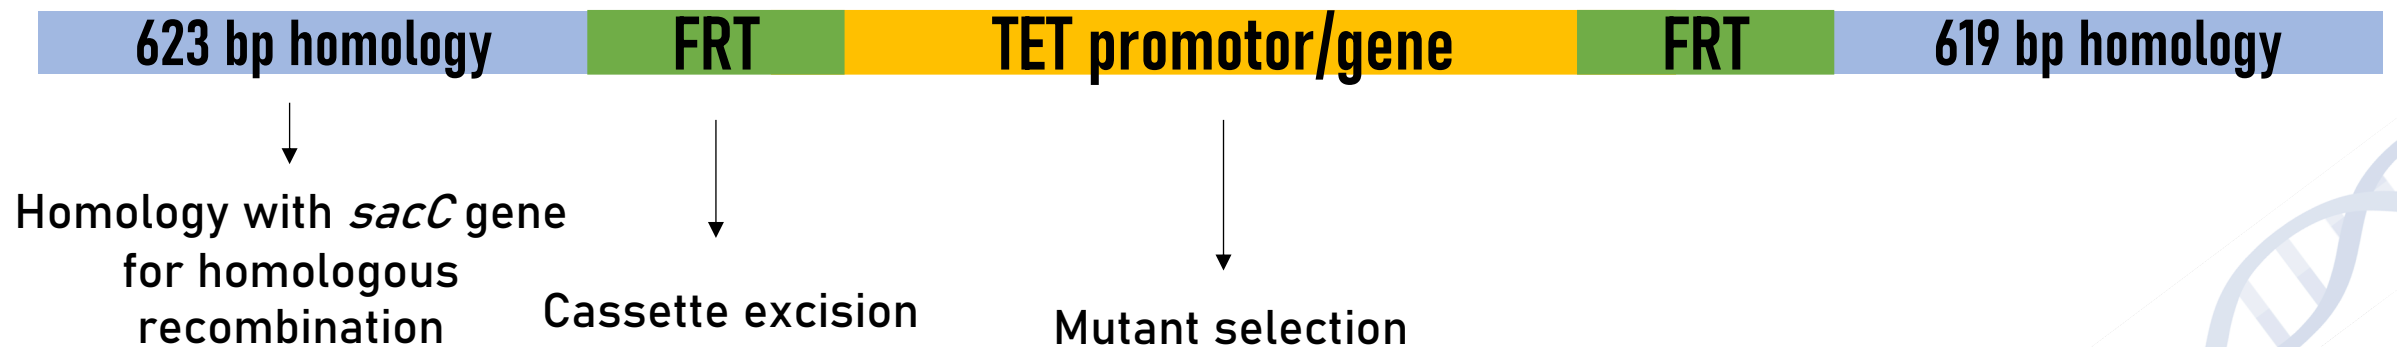 623 bp homology FRT TET promotor/gene FRT 619 bp homology
Homology with sacC gene
for homologous
recombination
Cassette excision
Mutant selection